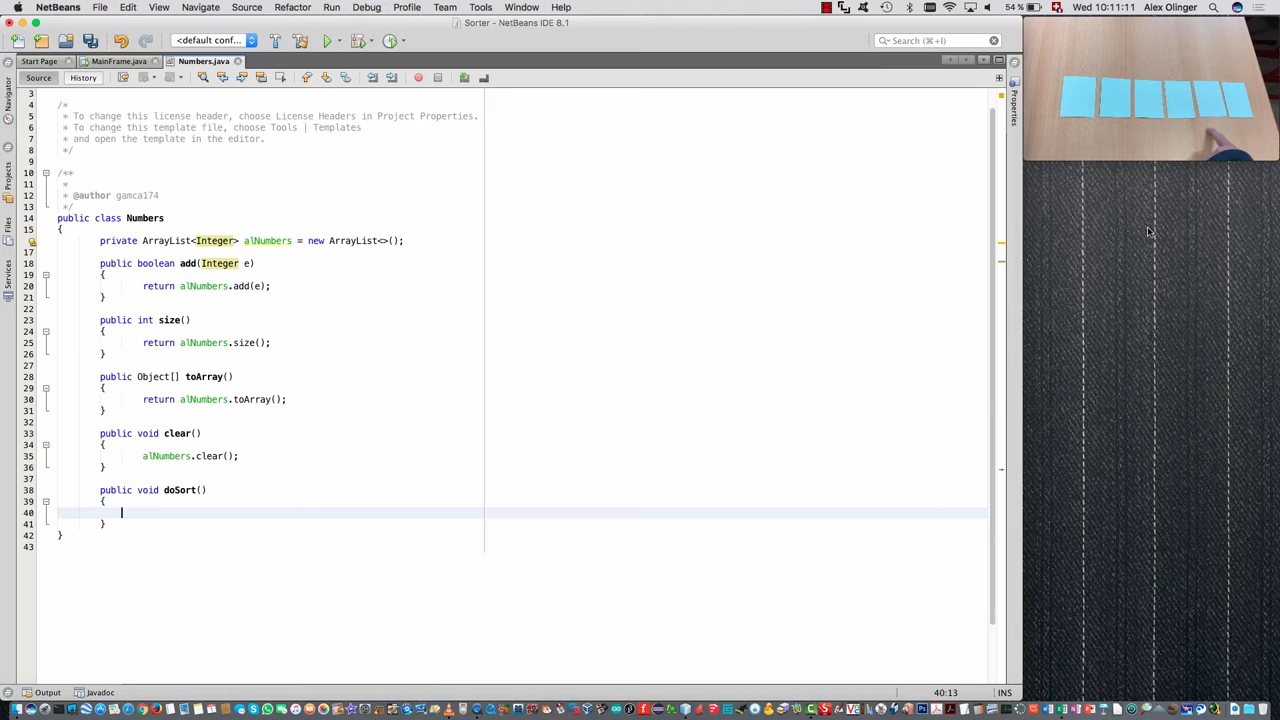 NetBeans File Edit View Navigate Source Refactor Run Debug Profile Team Tools Window Help 54 % Wed 10:11:11 Alex Olinger
Sorter - NetBeans IDE 8.1
<default conf... Search (⌘+I)
Start Page MainFrame.java Numbers.java
Source History
Navigator
Projects
Files
Services
Properties
3
4 /*
5 * To change this license header, choose License Headers in Project Properties.
6 * To change this template file, choose Tools | Templates
7 * and open the template in the editor.
8 */
9
10 /**
11 *
12 * @author gamca174
13 */
14 public class Numbers
15 {
private ArrayList<Integer> alNumbers = new ArrayList<>();
17
18 public boolean add(Integer e)
19 {
20 return alNumbers.add(e);
21 }
22
23 public int size()
24 {
25 return alNumbers.size();
26 }
27
28 public Object[] toArray()
29 {
30 return alNumbers.toArray();
31 }
32
33 public void clear()
34 {
35 alNumbers.clear();
36 }
37
38 public void doSort()
39 {
40
41 }
42 }
43
Output Javadoc 40:13 INS